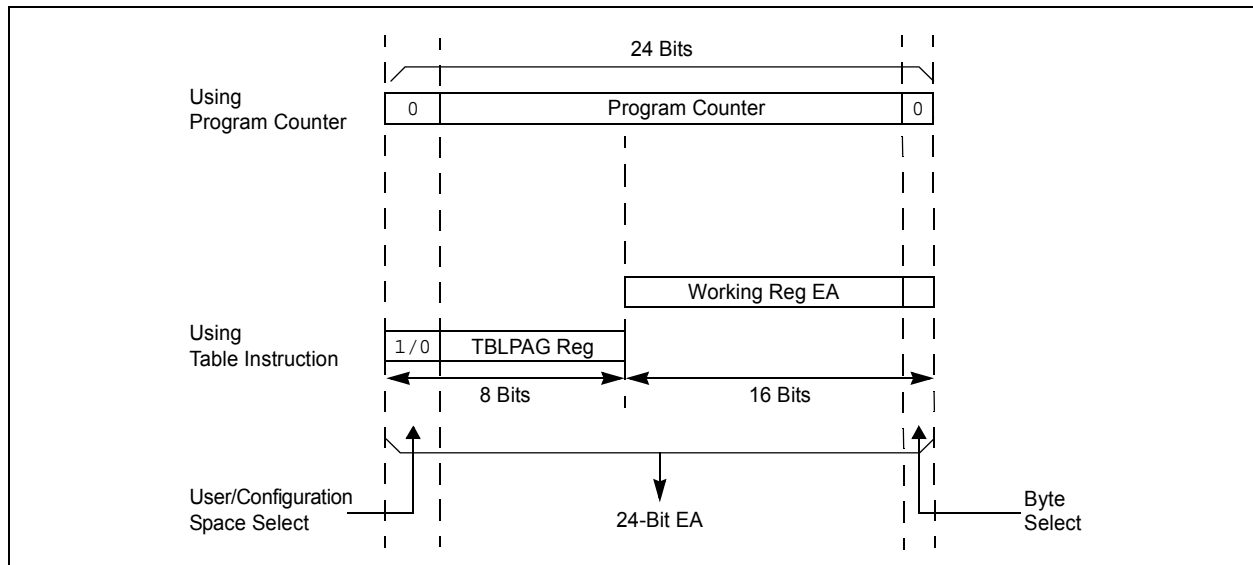 24 Bits
Using
Program Counter
0
Program Counter
0
Working Reg EA
Using
Table Instruction
1/0
TBLPAG Reg
8 Bits
16 Bits
User/Configuration
Space Select
24-Bit EA
Byte
Select